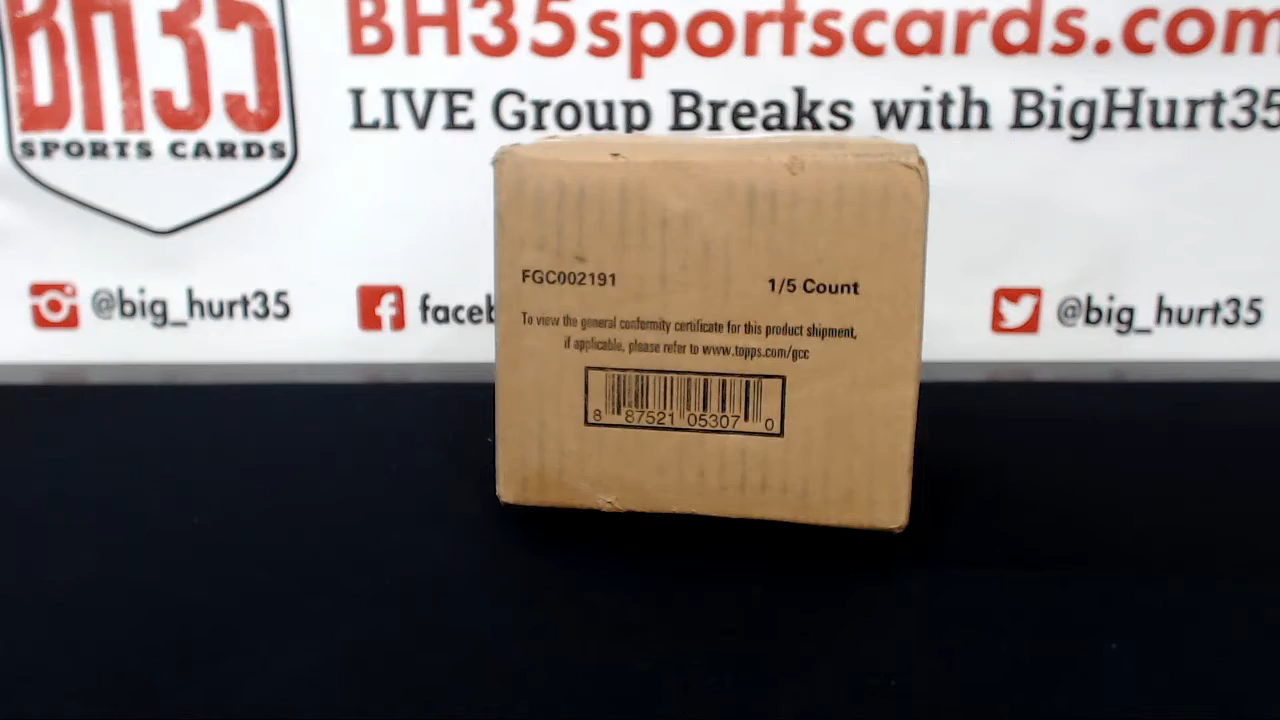 BH35
SPORTS CARDS
BH35sportscards.com
LIVE Group Breaks with BigHurt35
@big_hurt35
faceb
@big_hurt35
FGC002191
1/5 Count
To view the general conformity certificate for this product shipment,
if applicable, please refer to www.topps.com/gcc
8 87521 05307 0